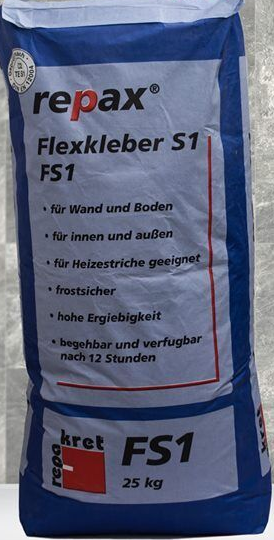 repax®
Flexkleber S1
FS1
• für Wand und Boden
• für innen und außen
• für Heizestriche geeignet
• frostsicher
• hohe Ergiebigkeit
• begehbar und verfugbar
nach 12 Stunden
repa
kret
FS1
25 kg
kret